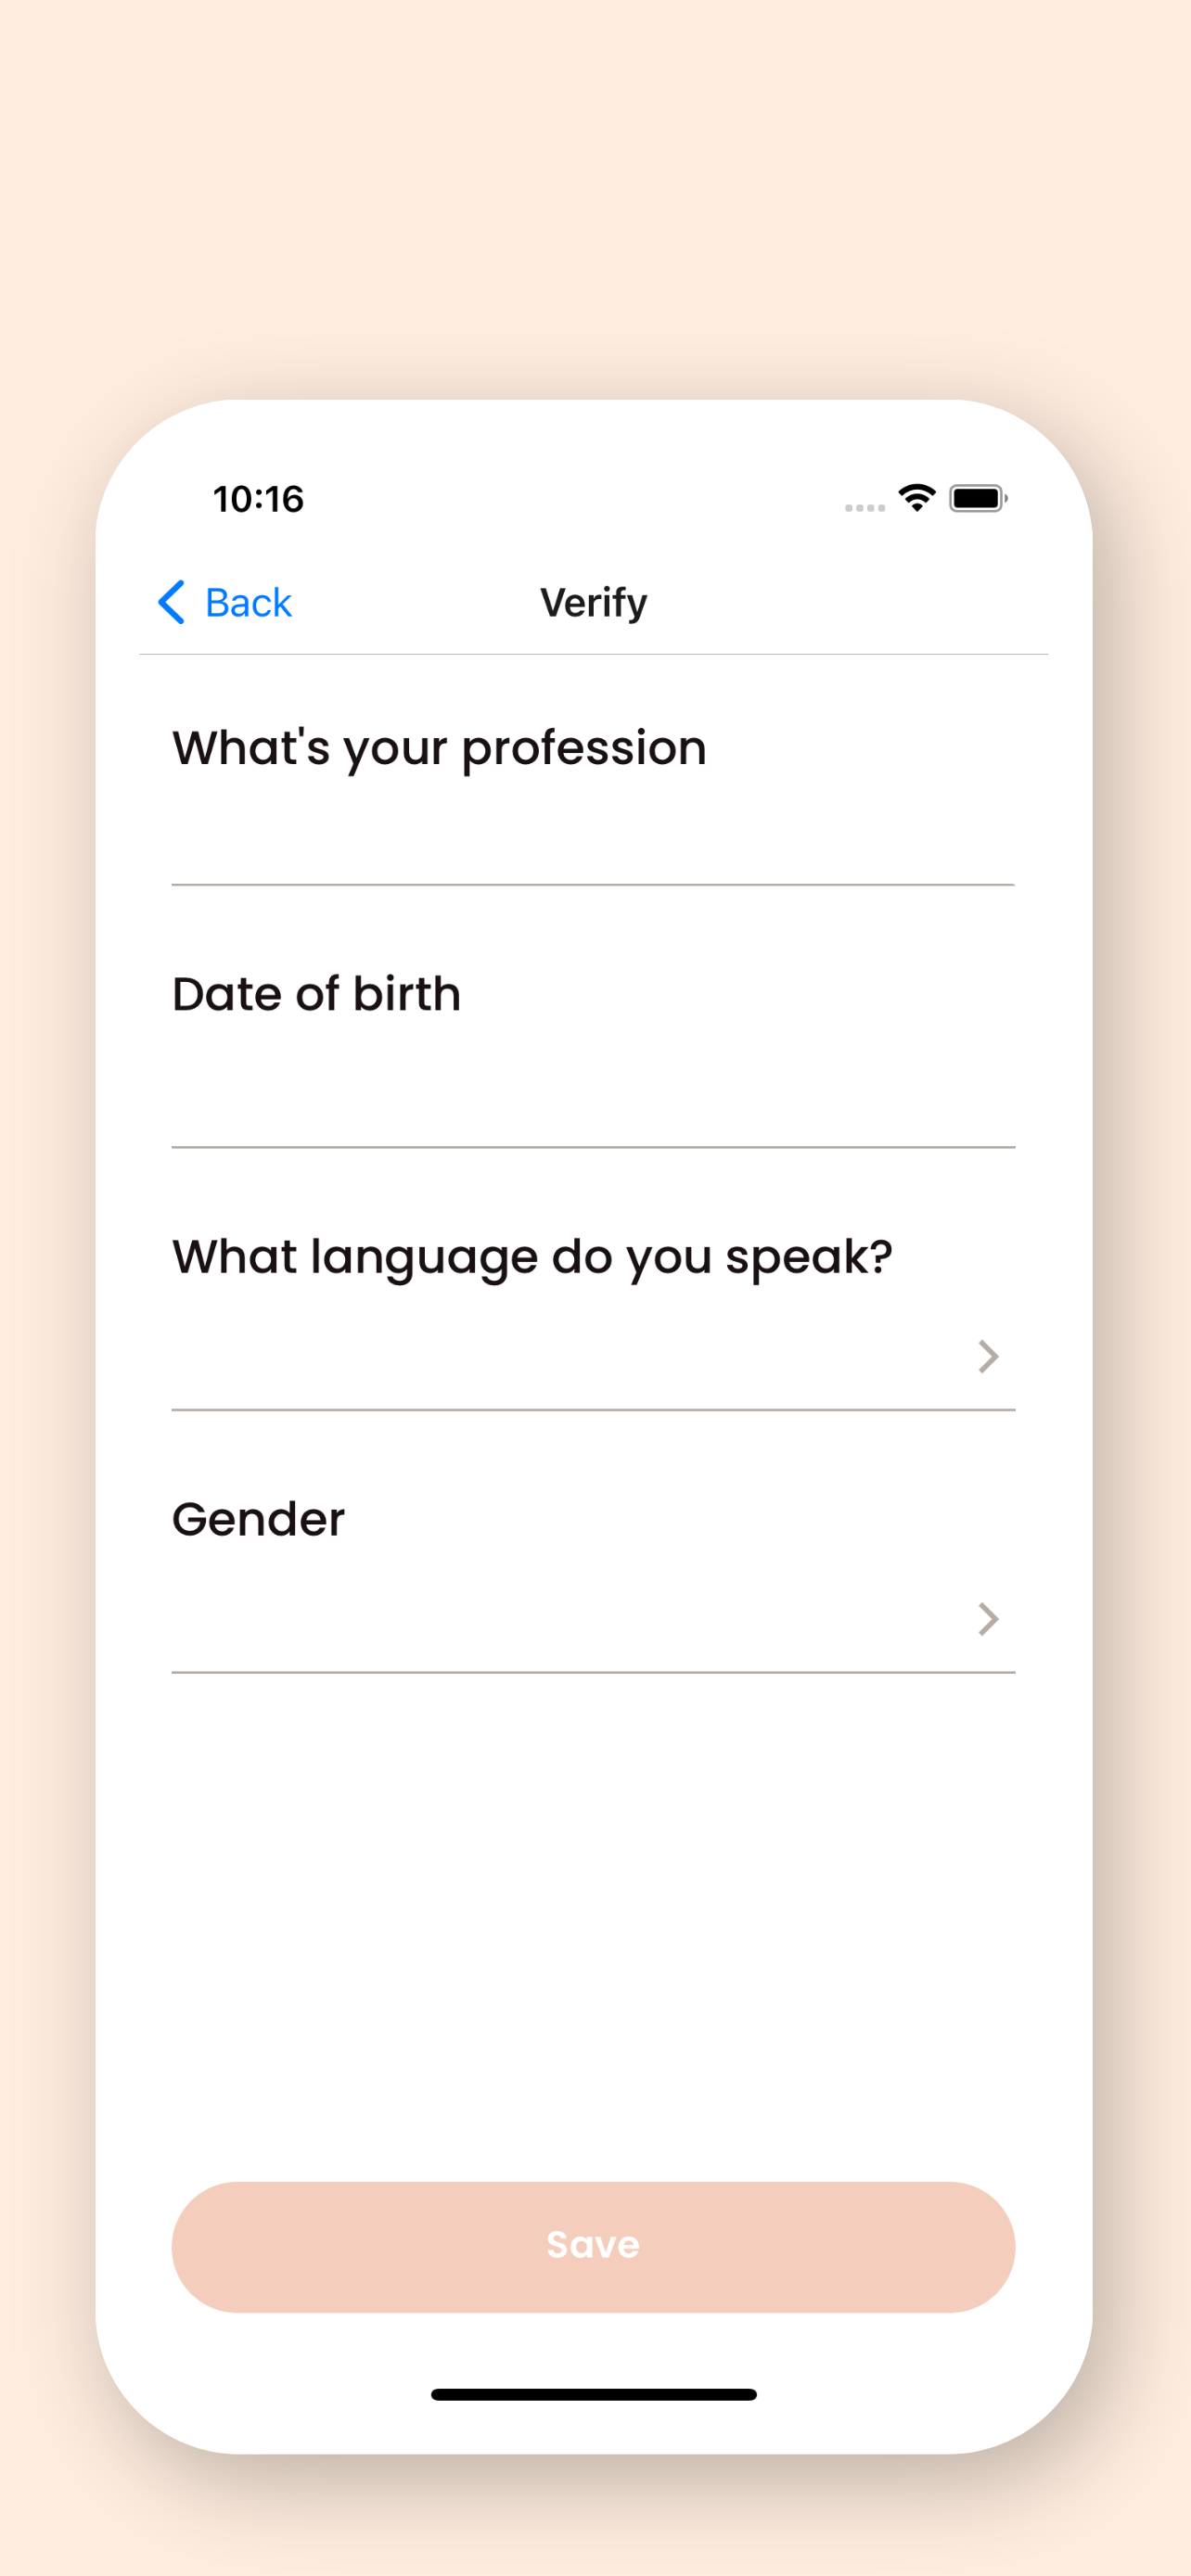 10:16
Back
Verify
What's your profession
Date of birth
What language do you speak?
Gender
Save